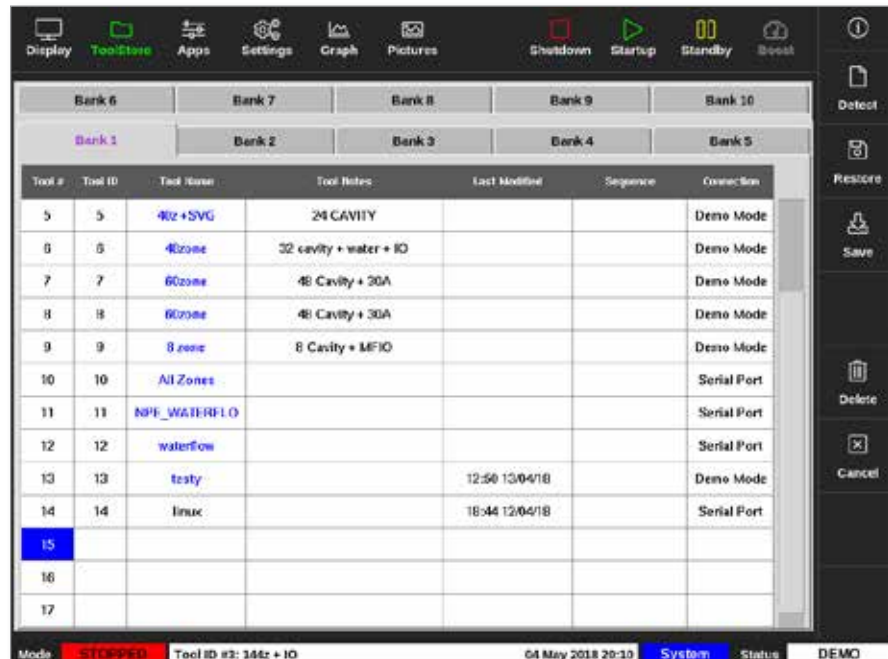 Display ToolStore Apps Settings Graph Pictures Shutdown Startup Standby Boost
Bank 6 Bank 7 Bank 8 Bank 9 Bank 10
Bank 1 Bank 2 Bank 3 Bank 4 Bank 5
Tool # Tool ID Tool Name Tool Notes Last Modified Sequence Connection
5 5 40z +SVG 24 CAVITY Demo Mode
6 6 40zone 32 cavity + water + IO Demo Mode
7 7 60zone 48 Cavity + 30A Demo Mode
8 8 60zone 48 Cavity + 30A Demo Mode
9 9 8 zone 8 Cavity + MFIO Demo Mode
10 10 All Zones Serial Port
11 11 NPE_WATERFLO Serial Port
12 12 waterflow Serial Port
13 13 testy 12:50 13/04/18 Demo Mode
14 14 linux 18:44 12/04/18 Serial Port
15
16
17
Detect
Restore
Save
Delete
Cancel
Mode STOPPED Tool ID #3: 144z + IO 04 May 2018 20:10 System Status DEMO